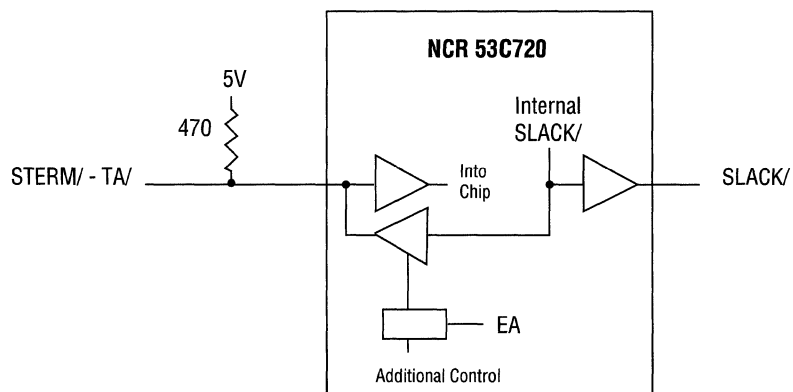 NCR 53C720
5V
470
Internal
SLACK/
STERM/ - TA/
Into
Chip
SLACK/
EA
Additional Control